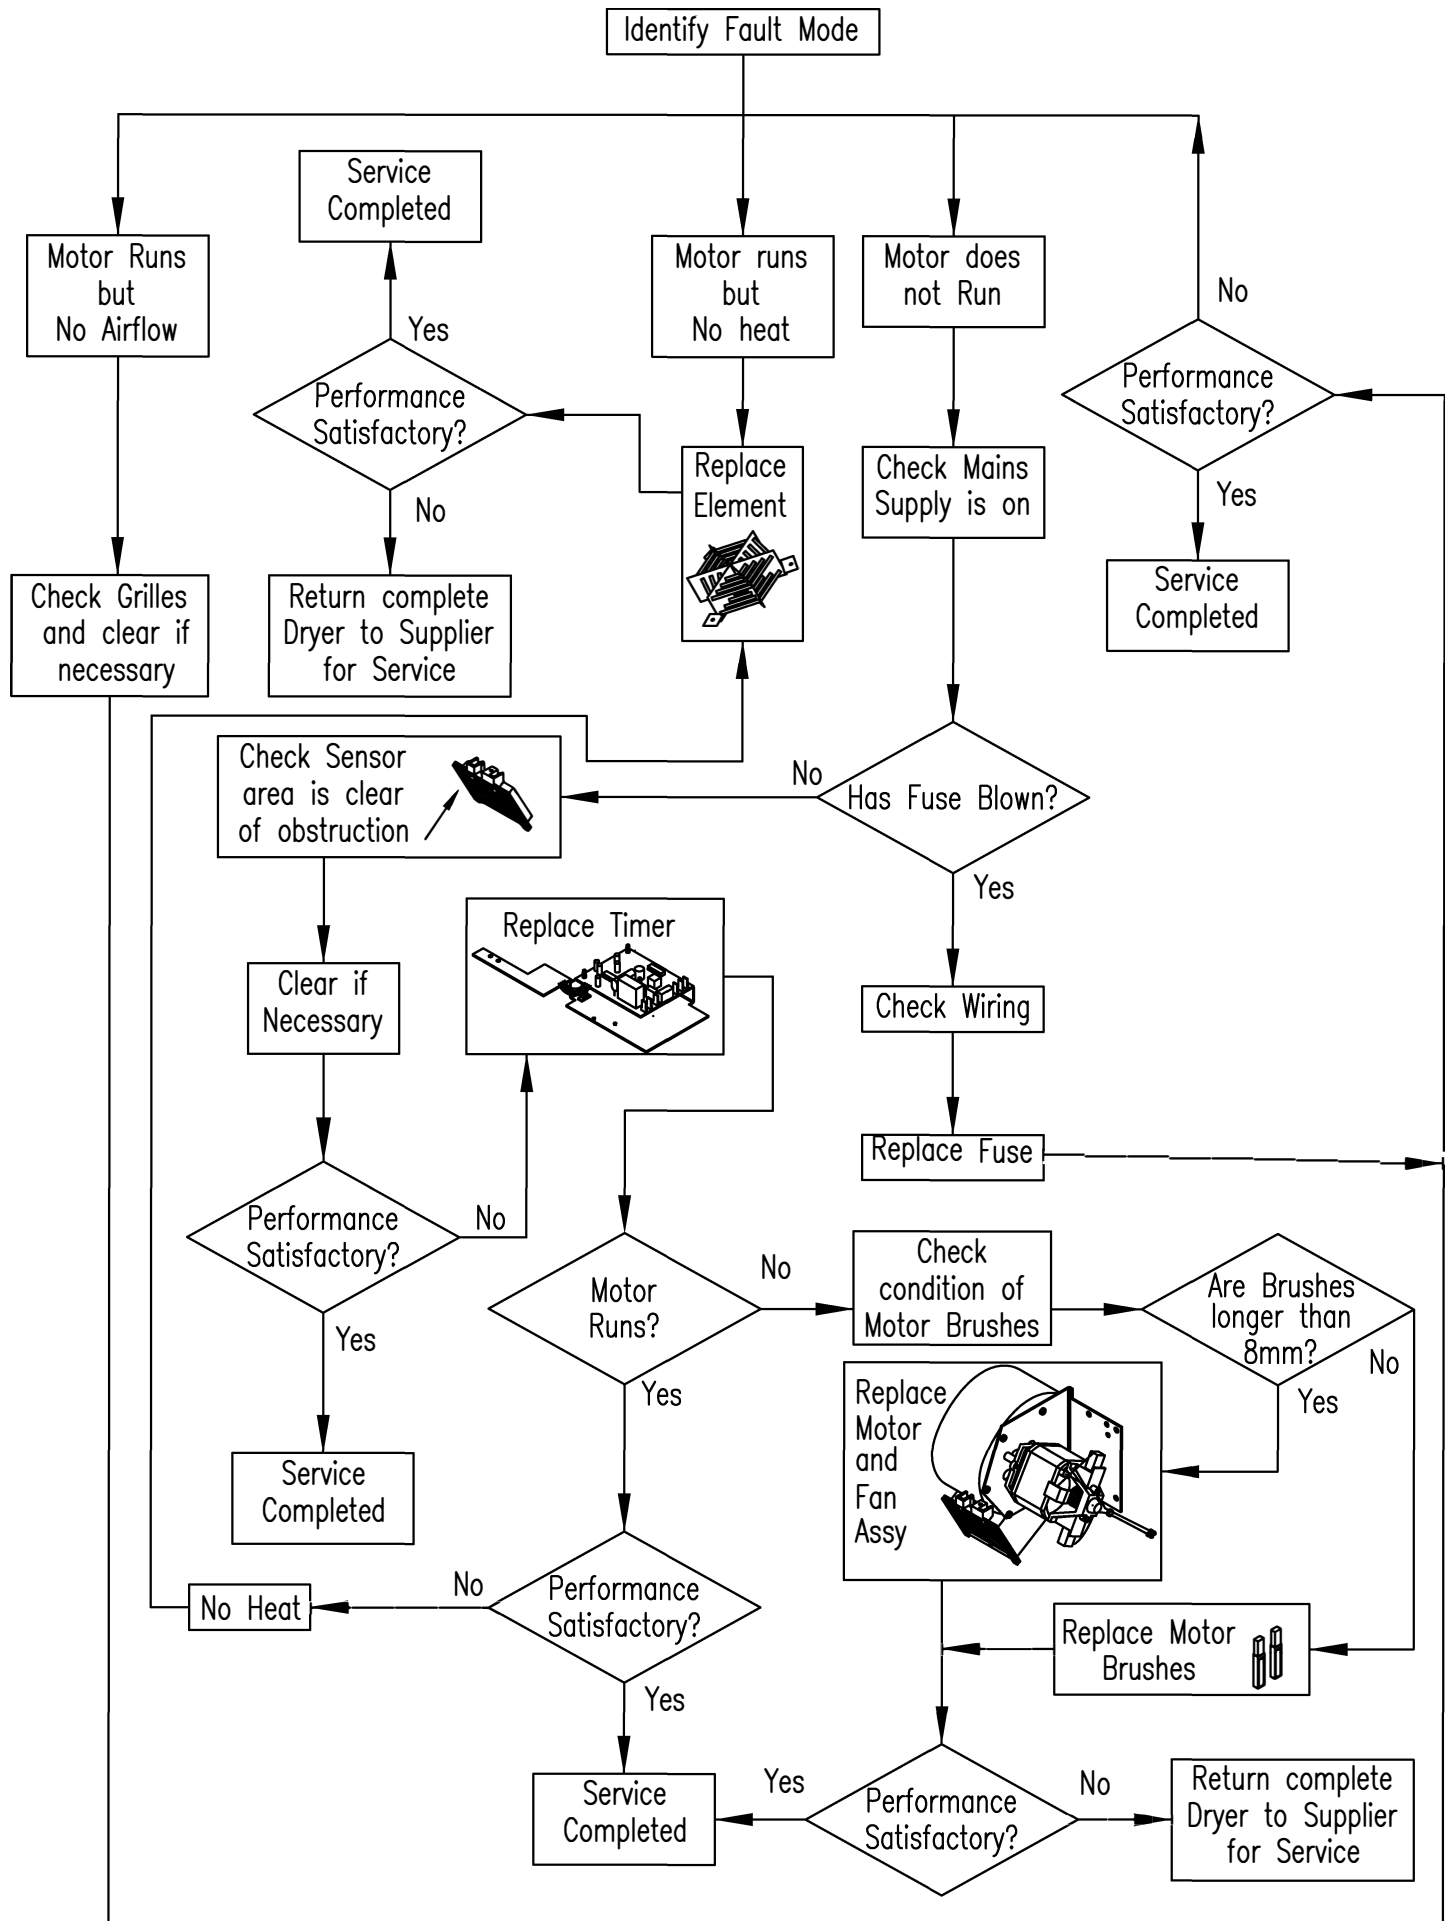 Identify Fault Mode
Service
Completed
Motor Runs
but
No Airflow
Motor runs
but
No heat
Motor does
not Run
No
Yes
Performance
Satisfactory?
Performance
Satisfactory?
Replace
Element
Check Mains
Supply is on
No
Yes
Check Grilles
and clear if
necessary
Return complete
Dryer to Supplier
for Service
Service
Completed
Check Sensor
area is clear
of obstruction
No
Has Fuse Blown?
Yes
Replace Timer
Clear if
Necessary
Check Wiring
Replace Fuse
Performance
Satisfactory?
No
Yes
Motor
Runs?
No
Check
condition of
Motor Brushes
Are Brushes
longer than
8mm?
No
Yes
Yes
Replace
Motor
and
Fan
Assy
Service
Completed
No Heat
No
Performance
Satisfactory?
Yes
Replace Motor
Brushes
Service
Completed
Yes
Performance
Satisfactory?
No
Return complete
Dryer to Supplier
for Service